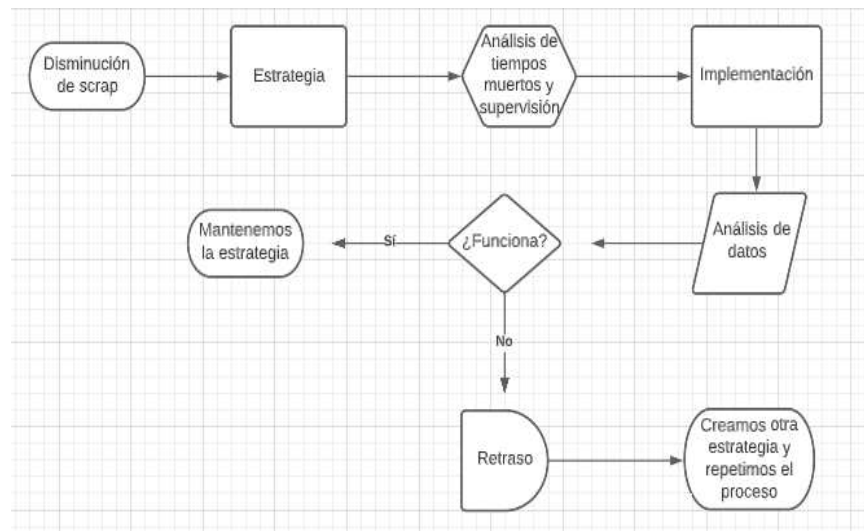 Disminución
de scrap
Estrategia
Análisis de
tiempos
muertos y
supervisión
Implementación
Análisis de
datos
¿Funciona?
Sí
Mantenemos
la estrategia
No
Retraso
Creamos otra
estrategia y
repetimos el
proceso